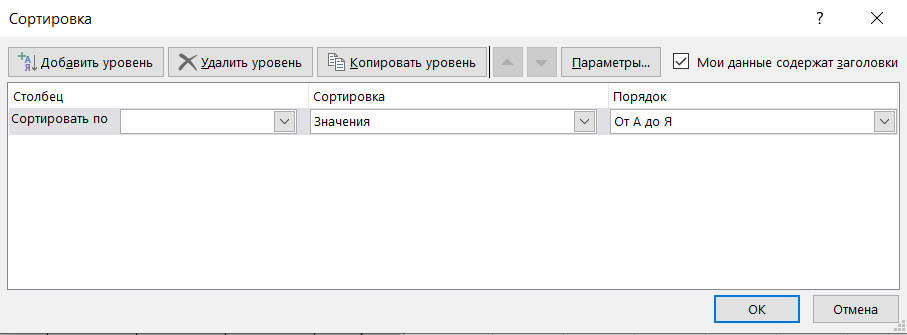 Сортировка ?
Добавить уровень Удалить уровень Копировать уровень Параметры... Мои данные содержат заголовки
Столбец Сортировка Порядок
Сортировать по Значения От А до Я
ОК Отмена